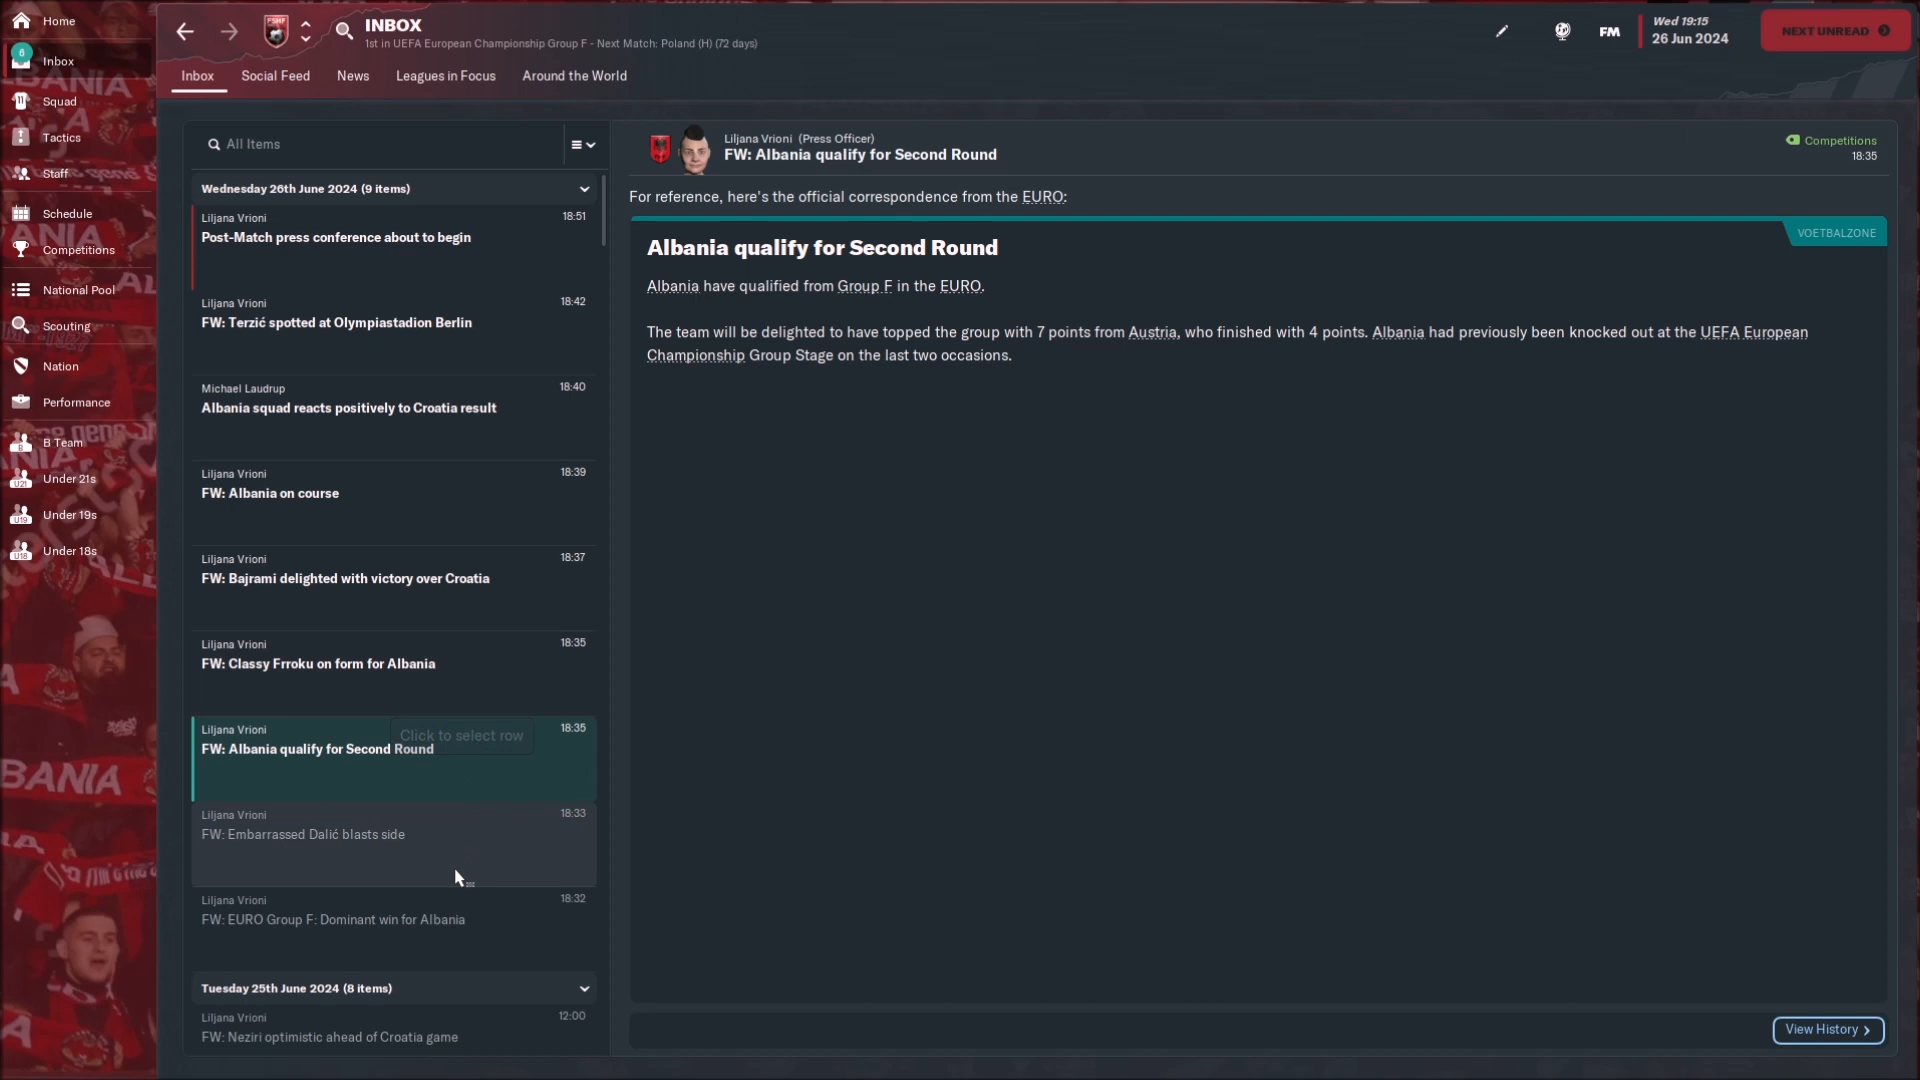 Home
Inbox
6
Squad
Tactics
Staff
Schedule
Competitions
National Pool
Scouting
Nation
Performance
B Team
Under 21s
Under 19s
Under 18s
INBOX
1st in UEFA European Championship Group F - Next Match: Poland (H) (72 days)
FM
Wed 19:15
26 Jun 2024
NEXT UNREAD
Inbox
Social Feed
News
Leagues in Focus
Around the World
All Items
Wednesday 26th June 2024 (9 items)
Liljana Vrioni 18:51
Post-Match press conference about to begin
Liljana Vrioni 18:42
FW: Terzić spotted at Olympiastadion Berlin
Michael Laudrup 18:40
Albania squad reacts positively to Croatia result
Liljana Vrioni 18:39
FW: Albania on course
Liljana Vrioni 18:37
FW: Bajrami delighted with victory over Croatia
Liljana Vrioni 18:35
FW: Classy Frroku on form for Albania
Liljana Vrioni 18:35
Click to select row
FW: Albania qualify for Second Round
Liljana Vrioni 18:33
FW: Embarrassed Dalić blasts side
Liljana Vrioni 18:32
FW: EURO Group F: Dominant win for Albania
Tuesday 25th June 2024 (8 items)
Liljana Vrioni 12:00
FW: Neziri optimistic ahead of Croatia game
Liljana Vrioni (Press Officer)
FW: Albania qualify for Second Round
Competitions
18:35
For reference, here's the official correspondence from the EURO:
VOETBALZONE
Albania qualify for Second Round
Albania have qualified from Group F in the EURO.
The team will be delighted to have topped the group with 7 points from Austria, who finished with 4 points. Albania had previously been knocked out at the UEFA European
Championship Group Stage on the last two occasions.
View History